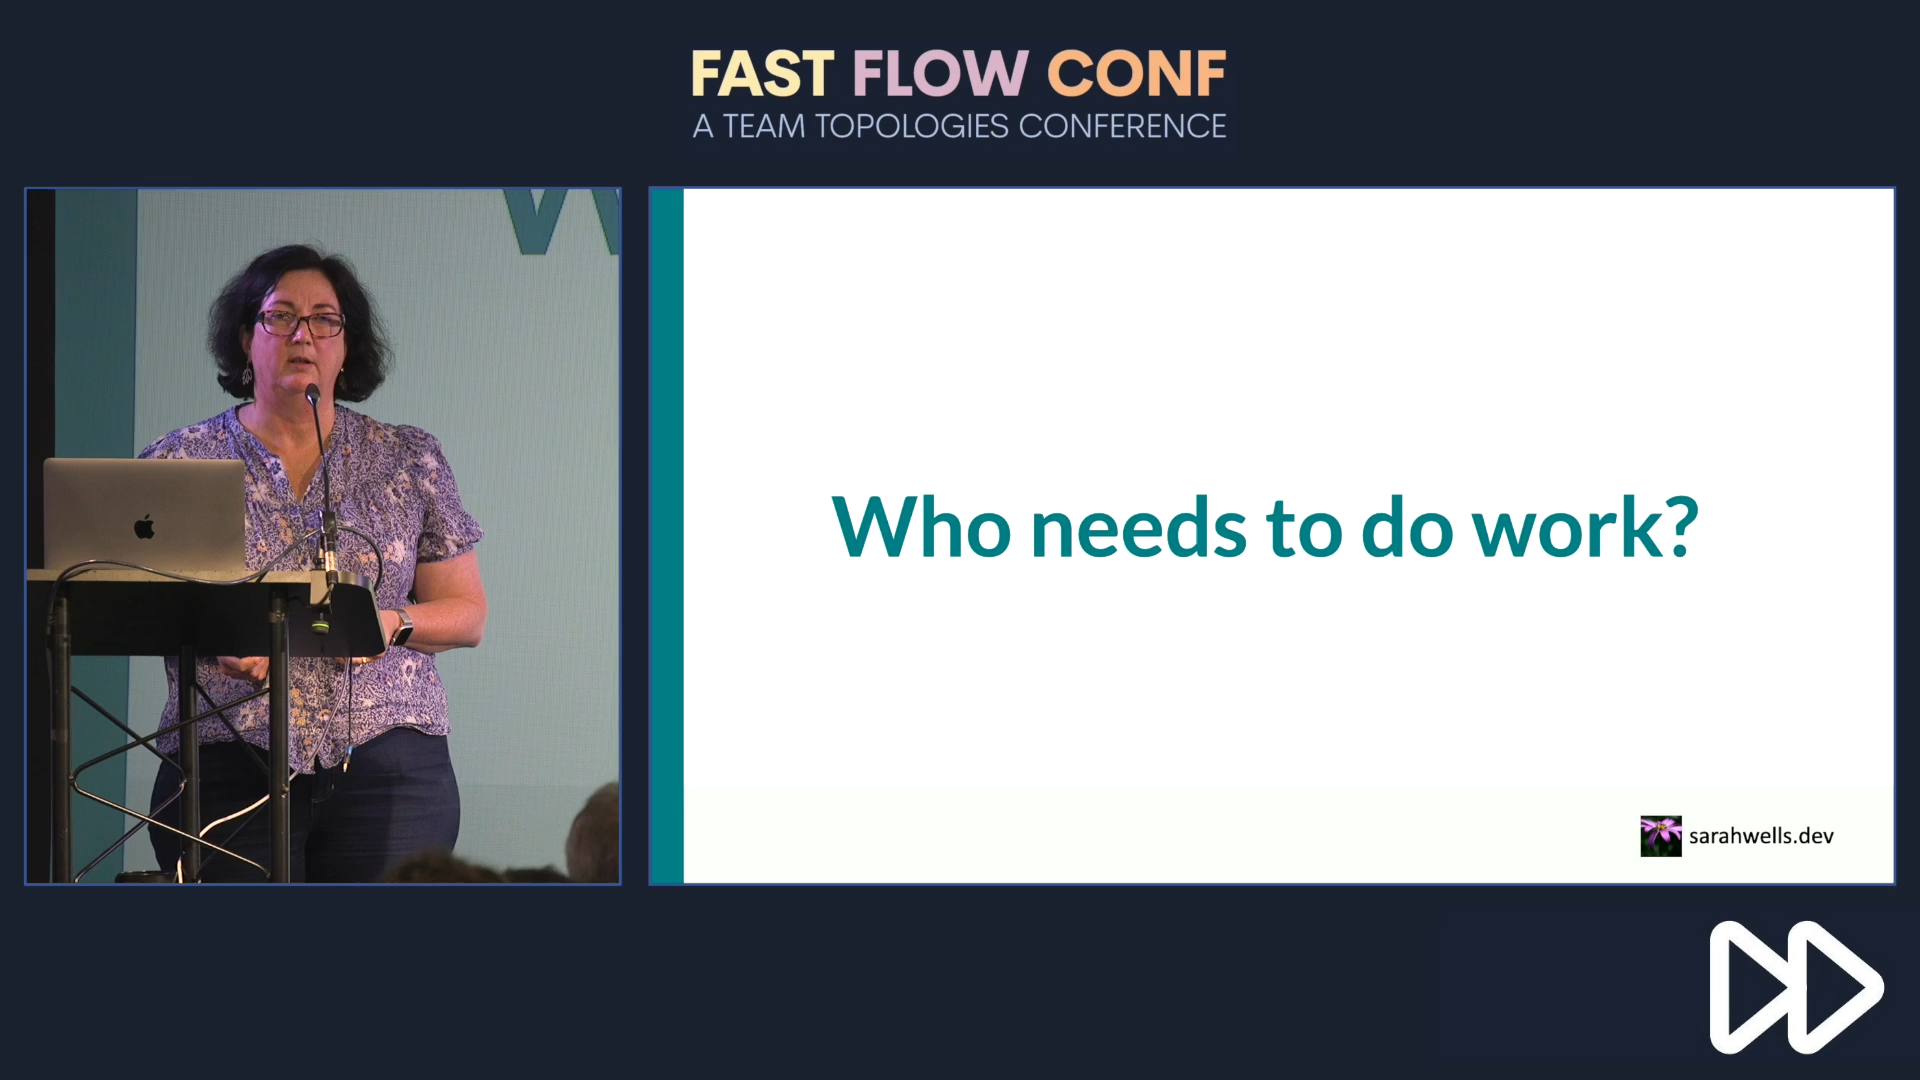 FAST FLOW CONF
A TEAM TOPOLOGIES CONFERENCE
Who needs to do work?
sarahwells.dev